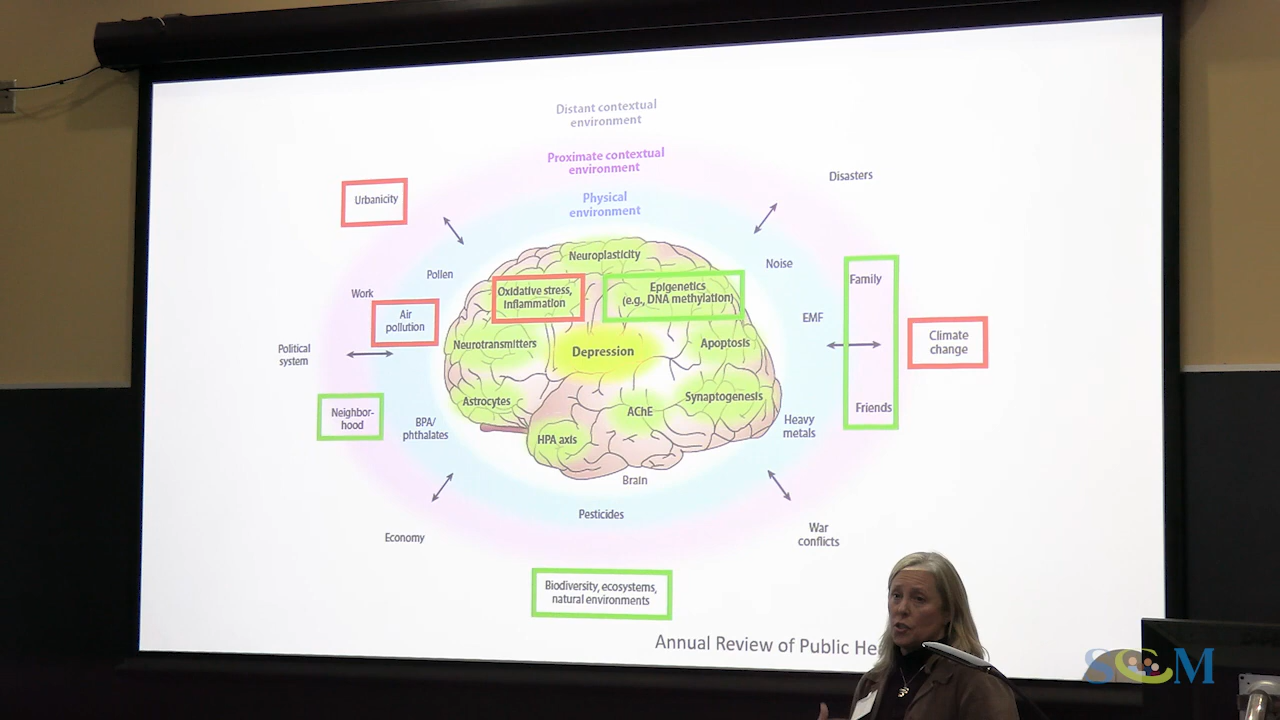 Distant contextual
environment
Proximate contextual
environment
Physical
environment
Disasters
Urbanicity
Neuroplasticity
Noise
Pollen
Family
Oxidative stress,
Inflammation
Epigenetics
(e.g., DNA methylation)
Work
Air
pollution
EMF
Climate
change
Political
system
Neurotransmitters
Depression
Apoptosis
Astrocytes
Synaptogenesis
Friends
Neighbor-
hood
AChE
BPA/
phthalates
Heavy
metals
HPA axis
Brain
Pesticides
Economy
War
conflicts
Biodiversity, ecosystems,
natural environments
Annual Review of Public He